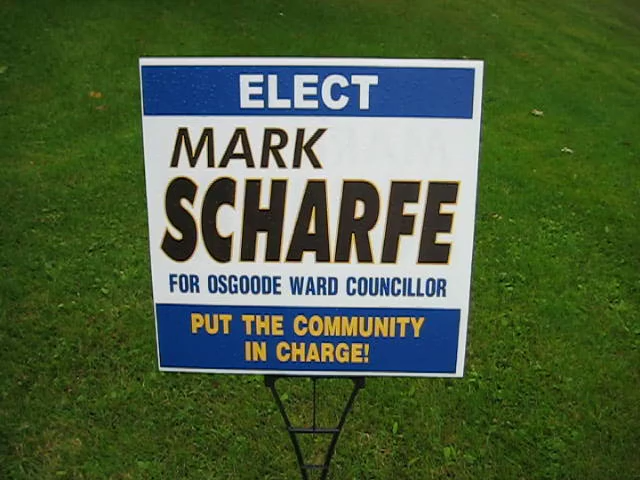 ELECT
MARK
SCHARFE
FOR OSGOODE WARD COUNCILLOR
PUT THE COMMUNITY
IN CHARGE!